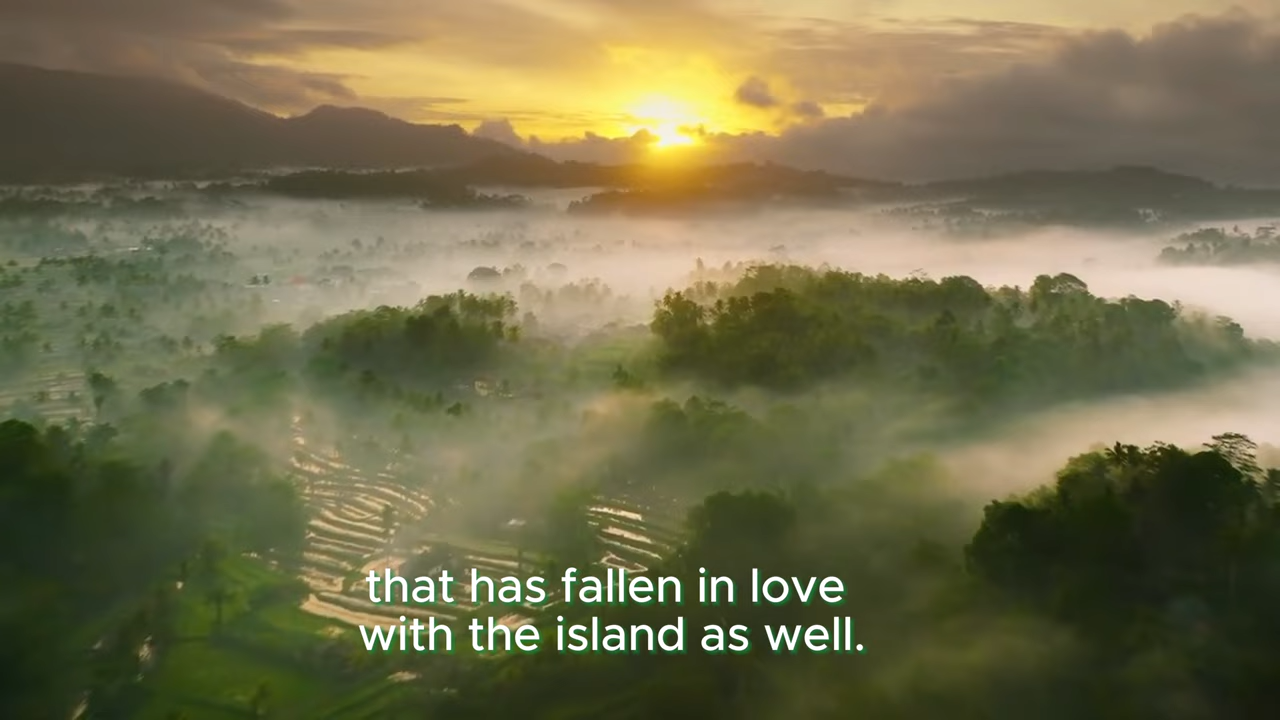 that has fallen in love
with the island as well.